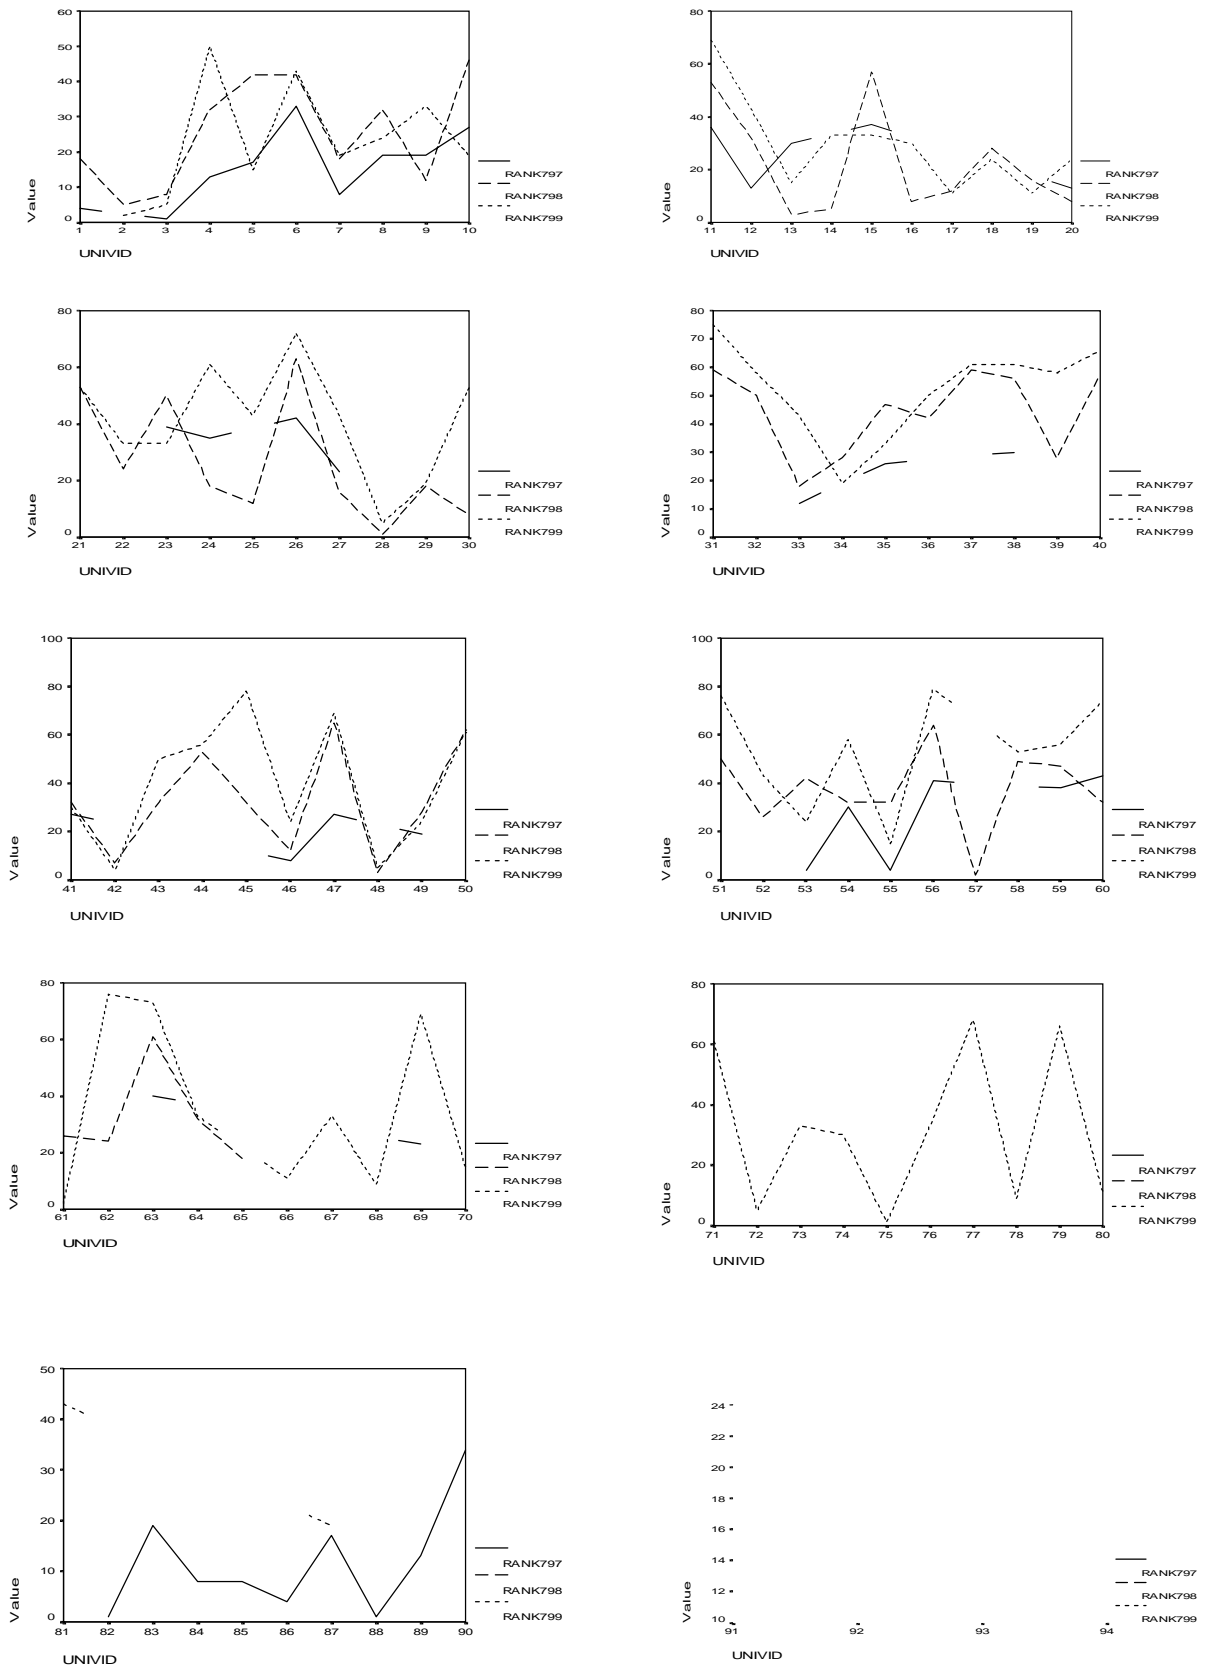 60
50
40
30
20
10
0
Value
1 2 3 4 5 6 7 8 9 10
UNIVID
RANK797
RANK798
RANK799
80
60
40
20
Value
11 12 13 14 15 16 17 18 19 20
UNIVID
RANK797
RANK798
RANK799
80
60
40
20
0
Value
21 22 23 24 25 26 27 28 29 30
UNIVID
RANK797
RANK798
RANK799
80
70
60
50
40
30
20
10
0
Value
31 32 33 34 35 36 37 38 39 40
UNIVID
RANK797
RANK798
RANK799
100
80
60
40
20
0
Value
41 42 43 44 45 46 47 48 49 50
UNIVID
RANK797
RANK798
RANK799
100
80
60
40
20
0
Value
51 52 53 54 55 56 57 58 59 60
UNIVID
RANK797
RANK798
RANK799
80
60
40
20
0
Value
61 62 63 64 65 66 67 68 69 70
UNIVID
RANK797
RANK798
RANK799
80
60
40
20
0
Value
71 72 73 74 75 76 77 78 79 80
UNIVID
RANK797
RANK798
RANK799
50
40
30
20
10
0
Value
81 82 83 84 85 86 87 88 89 90
UNIVID
RANK797
RANK798
RANK799
24
22
20
18
16
14
12
10
Value
91 92 93 94
UNIVID
RANK797
RANK798
RANK799